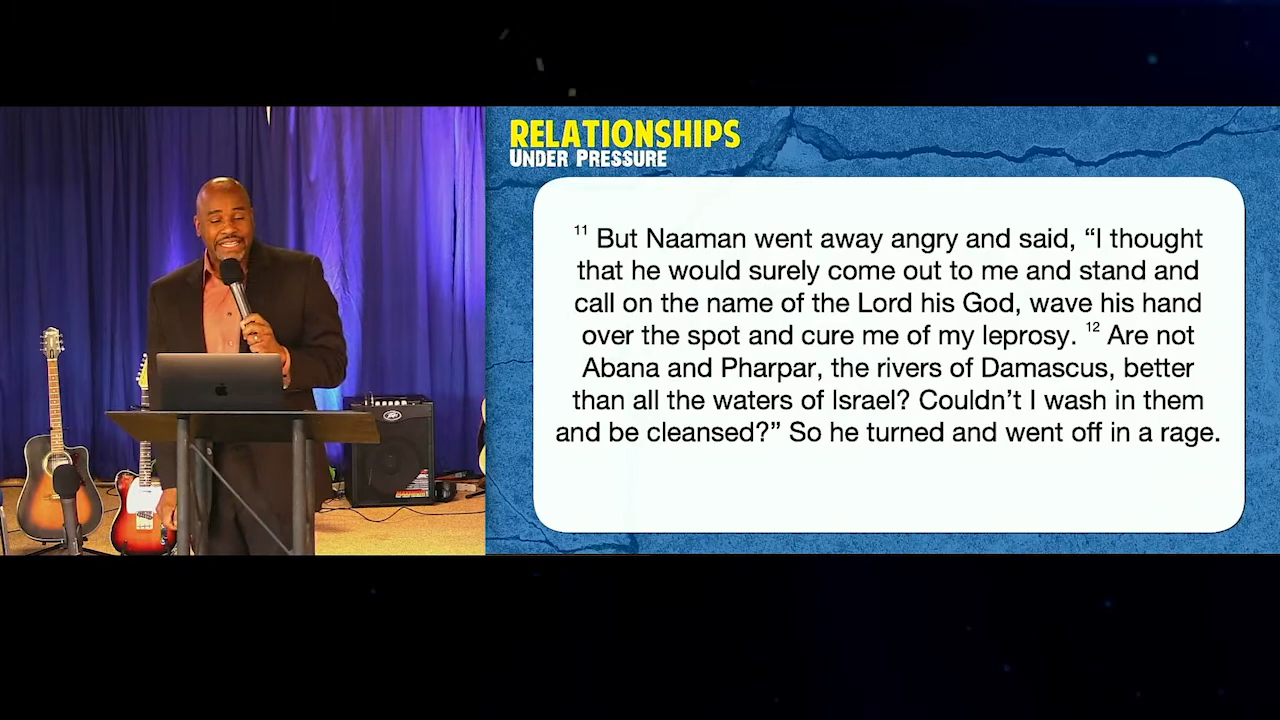 RELATIONSHIPS
UNDER PRESSURE
11 But Naaman went away angry and said, “I thought
that he would surely come out to me and stand and
call on the name of the Lord his God, wave his hand
over the spot and cure me of my leprosy. 12 Are not
Abana and Pharpar, the rivers of Damascus, better
than all the waters of Israel? Couldn’t I wash in them
and be cleansed?” So he turned and went off in a rage.